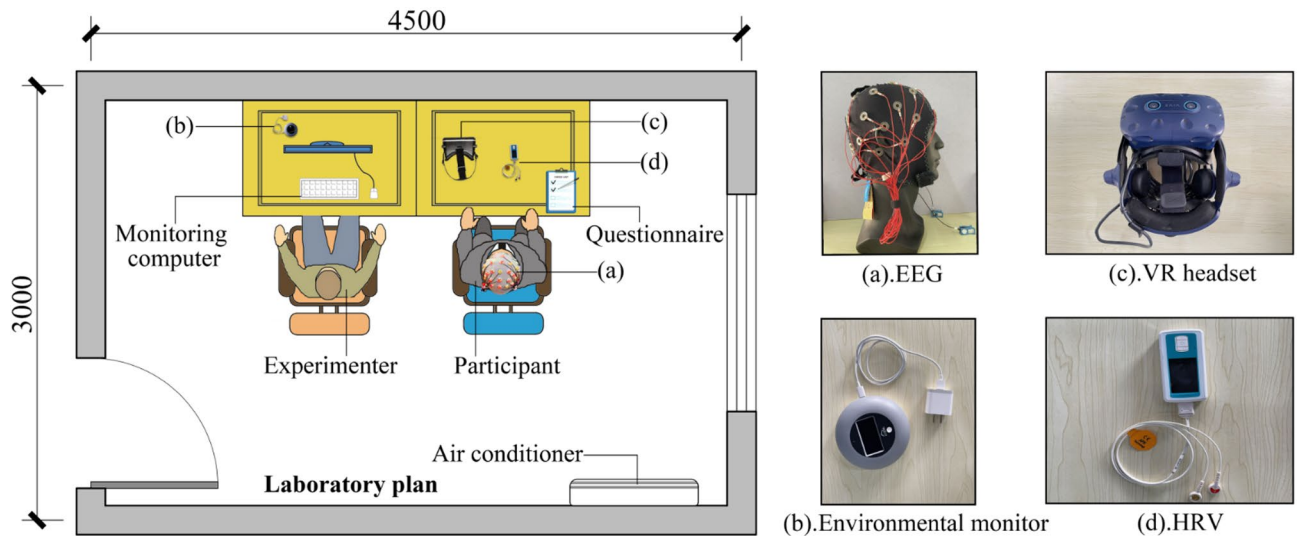 4500
3000
(b)
(c)
(d)
Monitoring
computer
Questionnaire
(a)
Experimenter
Participant
Air conditioner
Laboratory plan
(a).EEG
(c).VR headset
(b).Environmental monitor
(d).HRV